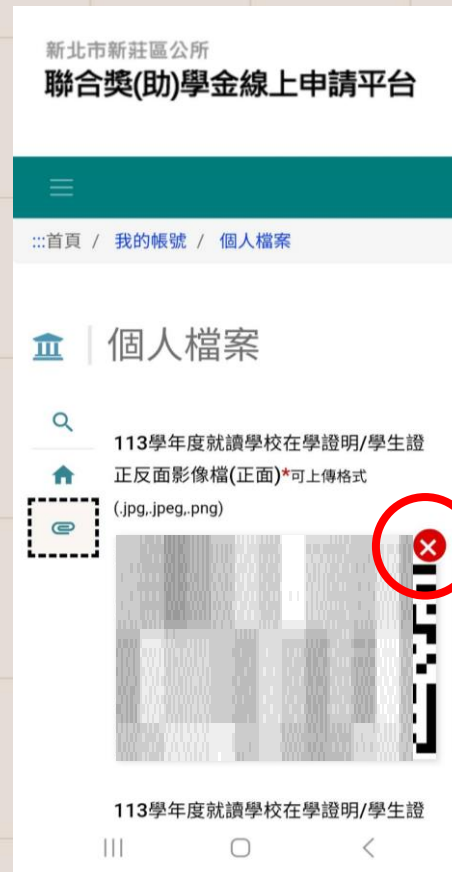 新北市新莊區公所
聯合獎(助)學金線上申請平台
:::首頁 / 我的帳號 / 個人檔案
個人檔案
113學年度就讀學校在學證明/學生證
正反面影像檔(正面)*可上傳格式
(.jpg,.jpeg,.png)
113學年度就讀學校在學證明/學生證